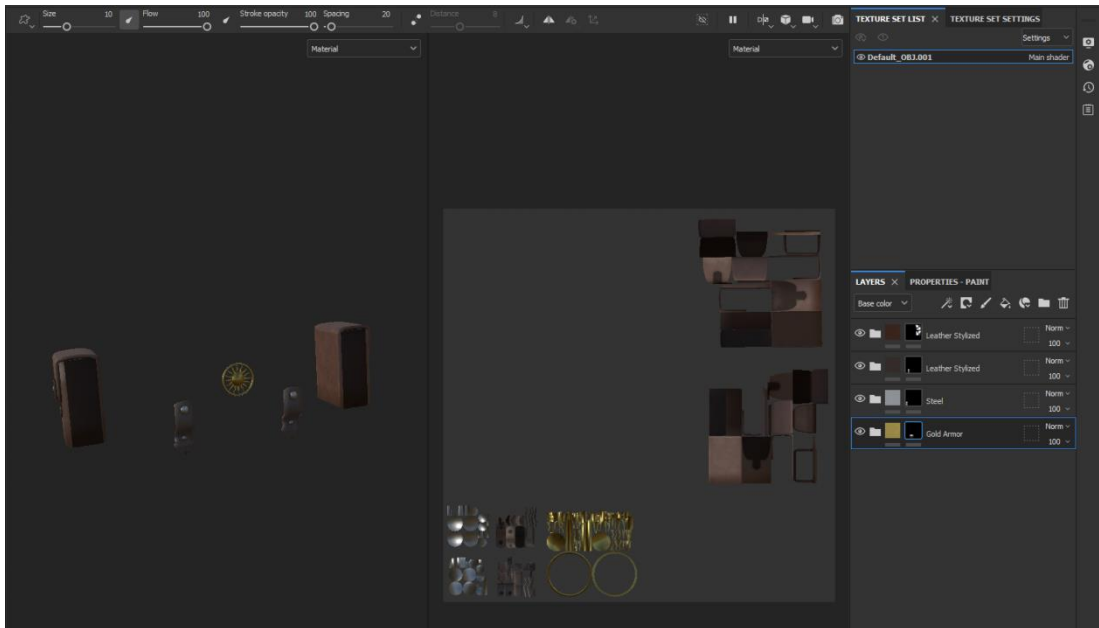 Size 10 Flow 100 Stroke opacity 100 Spacing 20 Distance 8
Material
Material
TEXTURE SET LIST × TEXTURE SET SETTINGS
Settings
Default_OBJ.001 Main shader
LAYERS × PROPERTIES - PAINT
Base color
Leather Stylized Norm
100
Leather Stylized Norm
100
Steel Norm
100
Gold Armor Norm
100